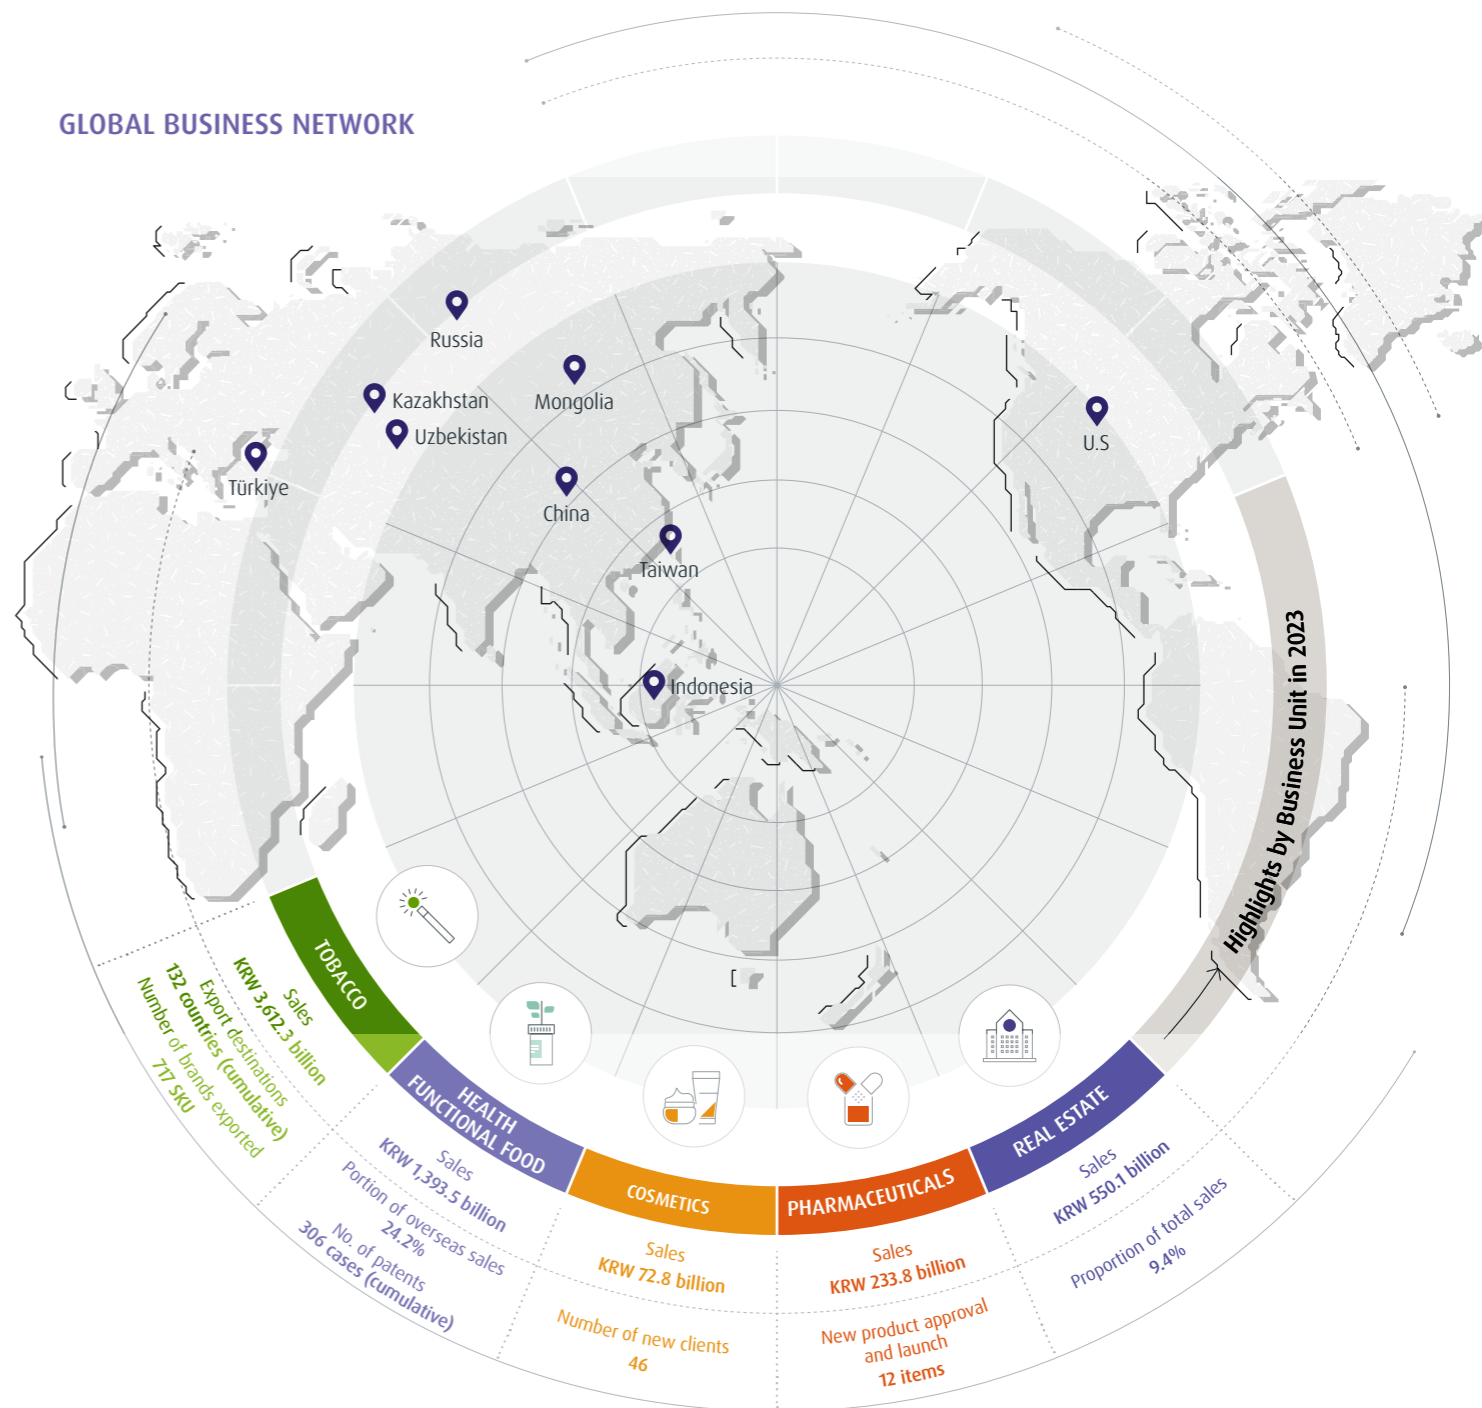 GLOBAL BUSINESS NETWORK
Russia
Kazakhstan
Mongolia
Uzbekistan
U.S
Türkiye
China
Taiwan
Indonesia
Highlights by Business Unit in 2023
TOBACCO
Sales
KRW 3,612.3 billion
Export destinations
132 countries (cumulative)
Number of brands exported
717 SKU
HEALTH
FUNCTIONAL FOOD
Sales
KRW 1,393.5 billion
Portion of overseas sales
24.2%
No. of patents
306 cases (cumulative)
COSMETICS
Sales
KRW 72.8 billion
Number of new clients
46
PHARMACEUTICALS
Sales
KRW 233.8 billion
New product approval
and launch
12 items
REAL ESTATE
Sales
KRW 550.1 billion
Proportion of total sales
9.4%